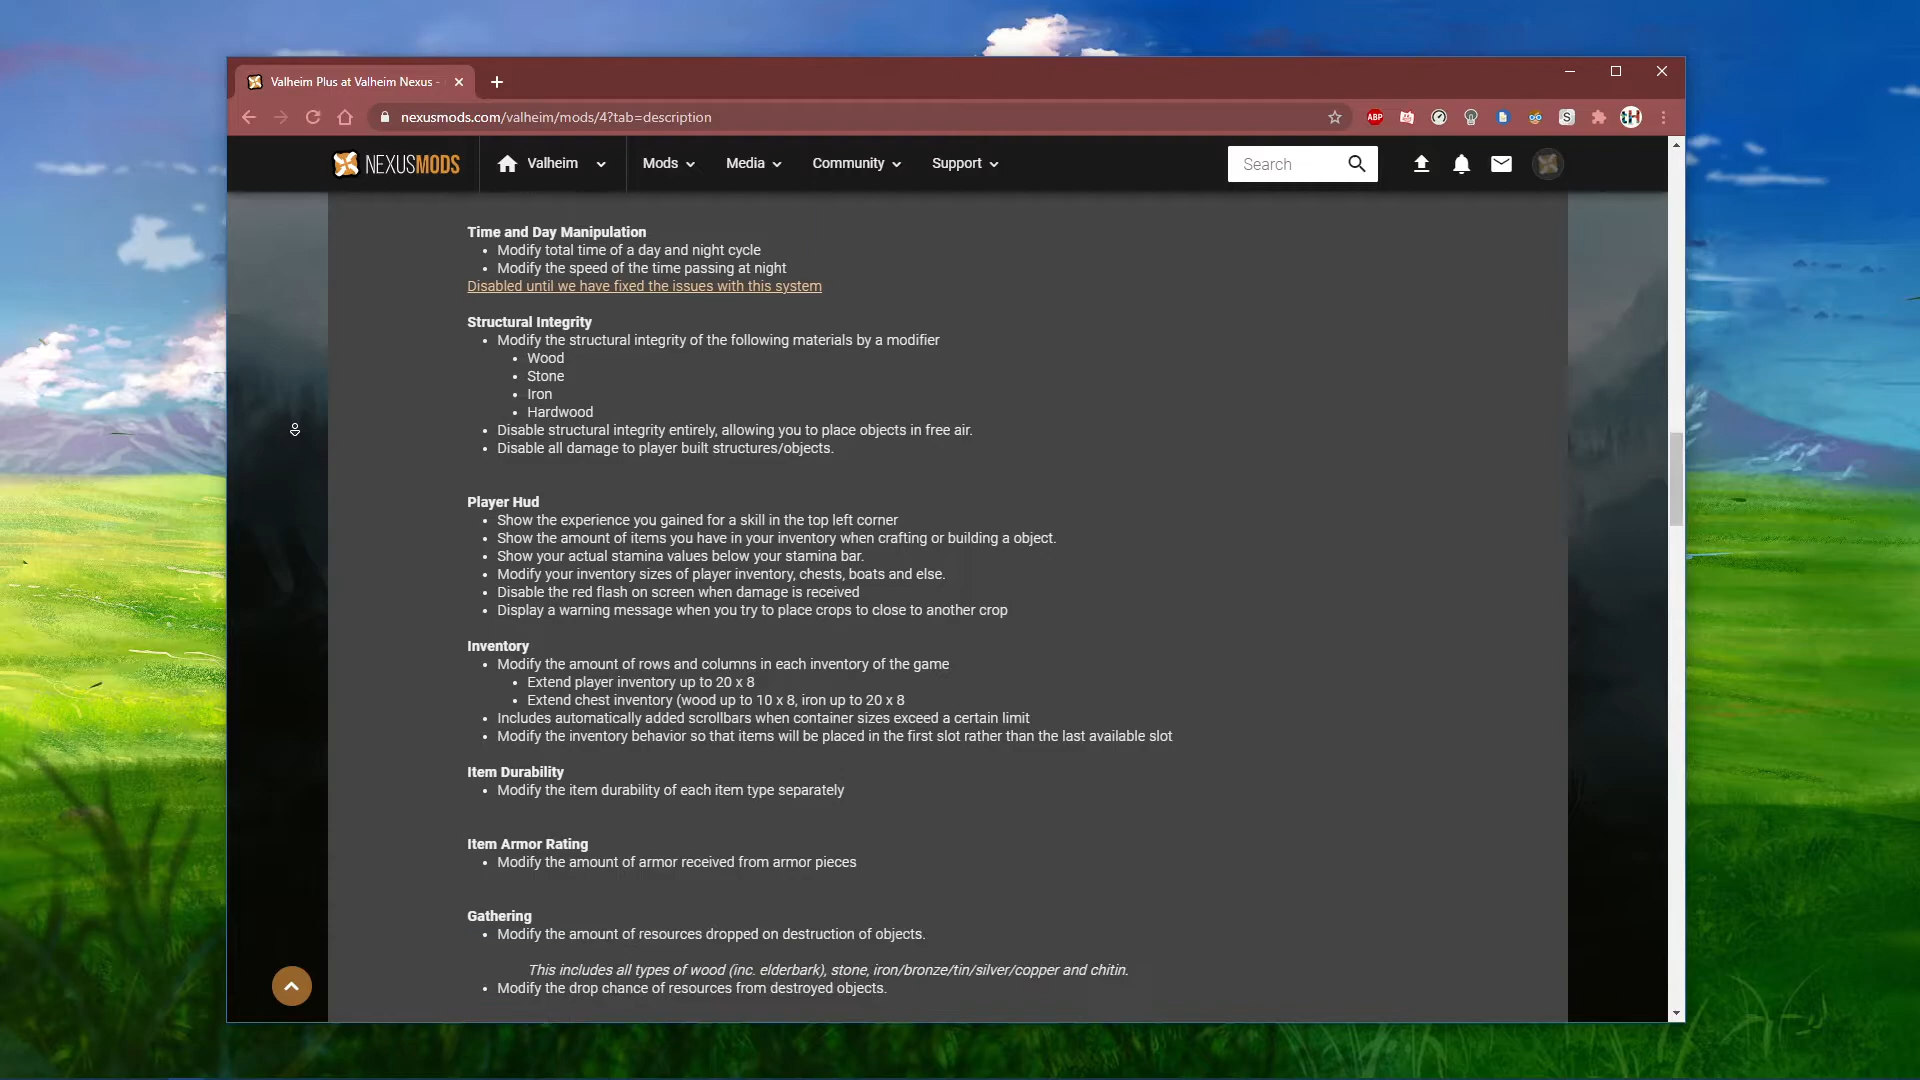 Valheim Plus at Valheim Nexus -
nexusmods.com/valheim/mods/4?tab=description
ABP
S
tH
NEXUSMODS
Valheim
Mods
Media
Community
Support
Search
Time and Day Manipulation
• Modify total time of a day and night cycle
• Modify the speed of the time passing at night
Disabled until we have fixed the issues with this system
Structural Integrity
• Modify the structural integrity of the following materials by a modifier
• Wood
• Stone
• Iron
• Hardwood
• Disable structural integrity entirely, allowing you to place objects in free air.
• Disable all damage to player built structures/objects.
Player Hud
• Show the experience you gained for a skill in the top left corner
• Show the amount of items you have in your inventory when crafting or building a object.
• Show your actual stamina values below your stamina bar.
• Modify your inventory sizes of player inventory, chests, boats and else.
• Disable the red flash on screen when damage is received
• Display a warning message when you try to place crops to close to another crop
Inventory
• Modify the amount of rows and columns in each inventory of the game
• Extend player inventory up to 20 x 8
• Extend chest inventory (wood up to 10 x 8, iron up to 20 x 8
• Includes automatically added scrollbars when container sizes exceed a certain limit
• Modify the inventory behavior so that items will be placed in the first slot rather than the last available slot
Item Durability
• Modify the item durability of each item type separately
Item Armor Rating
• Modify the amount of armor received from armor pieces
Gathering
• Modify the amount of resources dropped on destruction of objects.
This includes all types of wood (inc. elderbark), stone, iron/bronze/tin/silver/copper and chitin.
• Modify the drop chance of resources from destroyed objects.